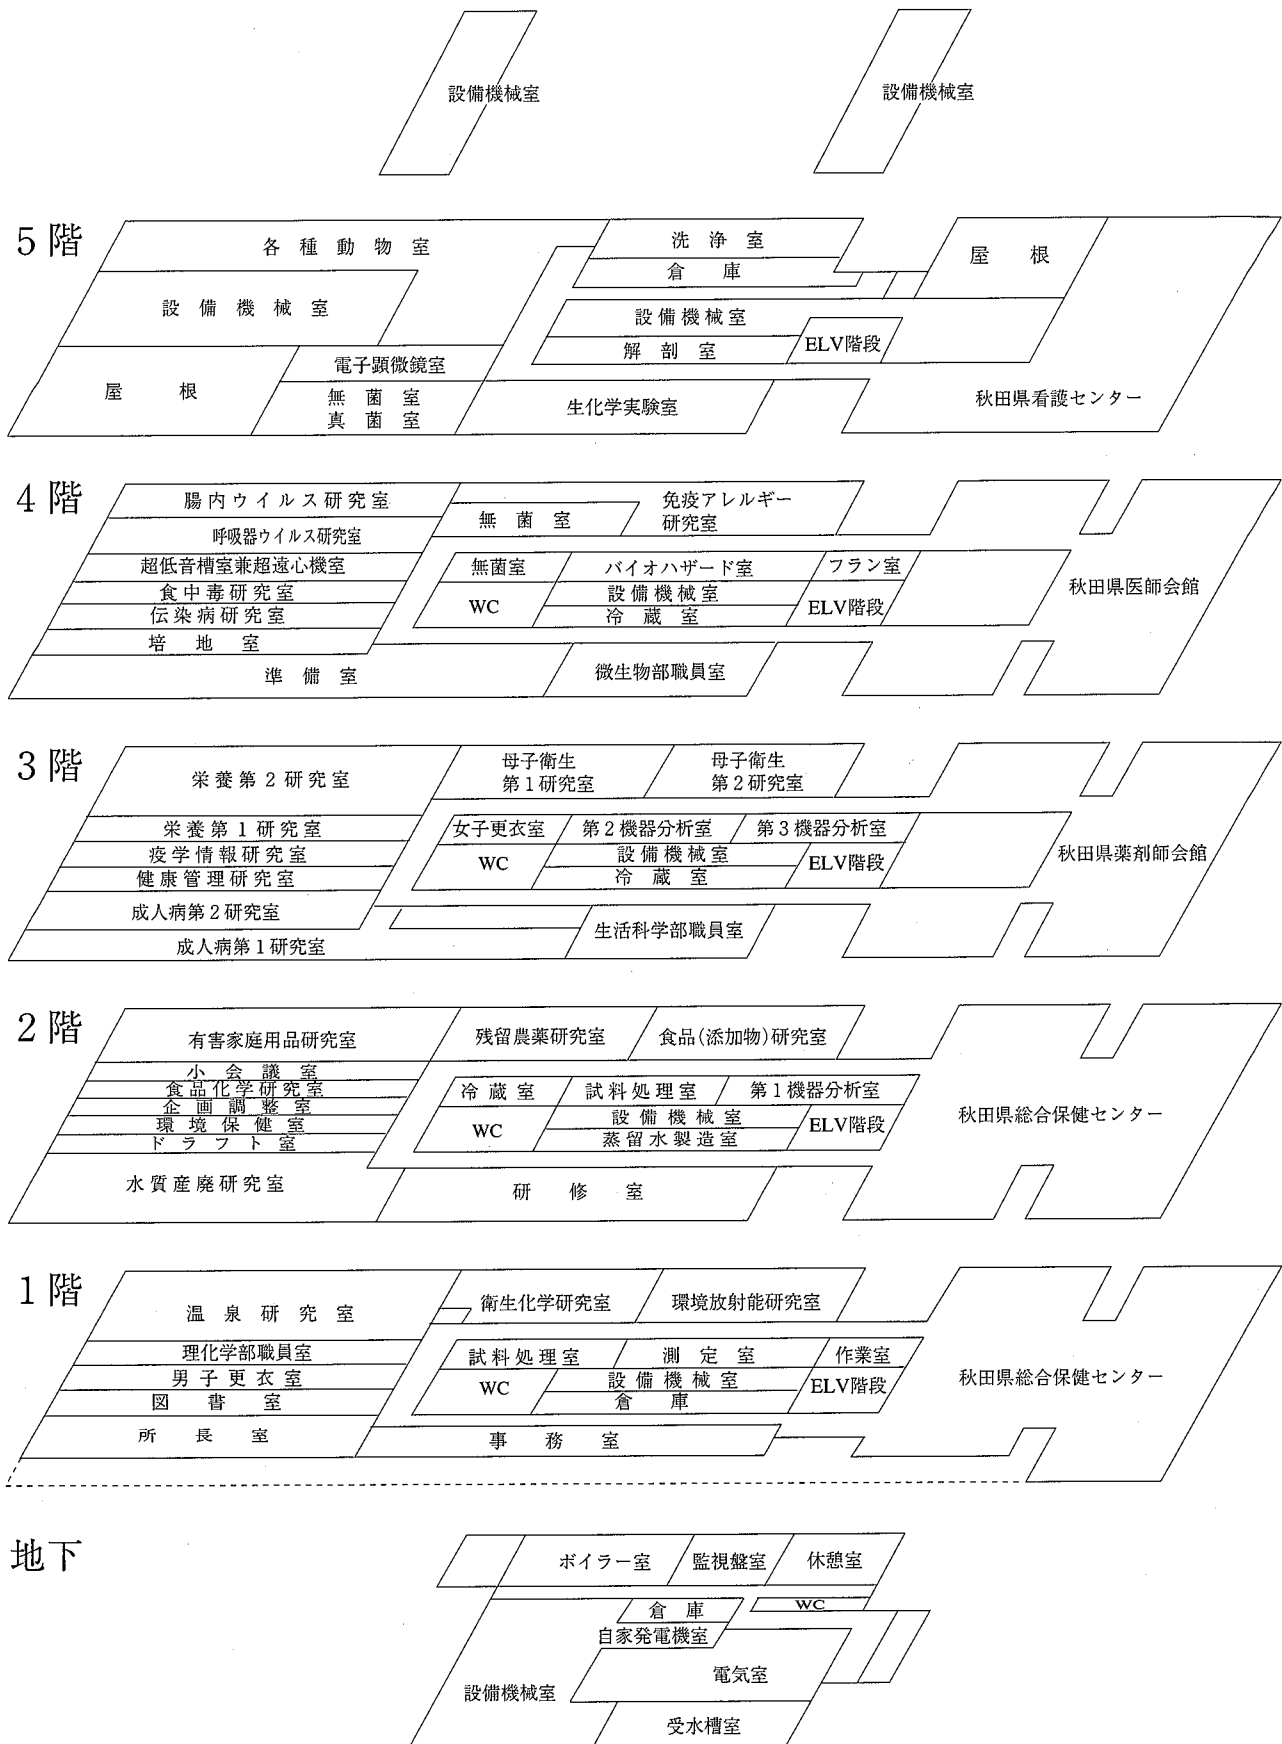 設備機械室
設備機械室
5階
各種動物室
洗浄室
倉庫
屋根
設備機械室
設備機械室
解剖室
ELV階段
電子顕微鏡室
屋根
無菌室
真菌室
生化学実験室
秋田県看護センター
4階
腸内ウイルス研究室
無菌室
免疫アレルギー
研究室
呼吸器ウイルス研究室
超低音槽室兼超遠心機室
無菌室
バイオハザード室
フラン室
食中毒研究室
WC
設備機械室
ELV階段
秋田県医師会館
伝染病研究室
冷蔵室
培地室
準備室
微生物部職員室
3階
栄養第2研究室
母子衛生
第1研究室
母子衛生
第2研究室
栄養第1研究室
女子更衣室
第2機器分析室
第3機器分析室
疫学情報研究室
WC
設備機械室
ELV階段
秋田県薬剤師会館
健康管理研究室
冷蔵室
成人病第2研究室
成人病第1研究室
生活科学部職員室
2階
有害家庭用品研究室
残留農薬研究室
食品(添加物)研究室
小会議室
食品化学研究室
冷蔵室
試料処理室
第1機器分析室
企画調整室
環境保健室
WC
設備機械室
ELV階段
秋田県総合保健センター
ドラフト室
蒸留水製造室
水質産廃研究室
研修室
1階
温泉研究室
衛生化学研究室
環境放射能研究室
理化学部職員室
試料処理室
測定室
作業室
男子更衣室
WC
設備機械室
ELV階段
秋田県総合保健センター
図書室
倉庫
所長室
事務室
地下
ボイラー室
監視盤室
休憩室
倉庫
WC
自家発電機室
設備機械室
電気室
受水槽室